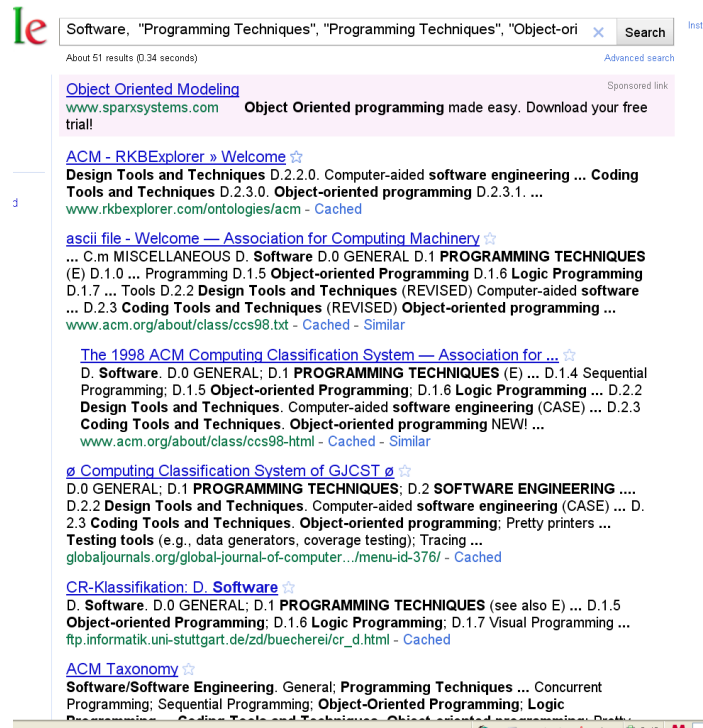 le
Software, "Programming Techniques", "Programming Techniques", "Object-ori
Search
Inst
About 51 results (0.34 seconds)
Advanced search
Object Oriented Modeling
Sponsored link
www.sparxsystems.com Object Oriented programming made easy. Download your free
trial!
ACM - RKBExplorer » Welcome
Design Tools and Techniques D.2.2.0. Computer-aided software engineering ... Coding
Tools and Techniques D.2.3.0. Object-oriented programming D.2.3.1. ...
www.rkbexplorer.com/ontologies/acm - Cached
d
ascii file - Welcome — Association for Computing Machinery
... C.m MISCELLANEOUS D. Software D.0 GENERAL D.1 PROGRAMMING TECHNIQUES
(E) D.1.0 ... Programming D.1.5 Object-oriented Programming D.1.6 Logic Programming
D.1.7 ... Tools D.2.2 Design Tools and Techniques (REVISED) Computer-aided software
... D.2.3 Coding Tools and Techniques (REVISED) Object-oriented programming ...
www.acm.org/about/class/ccs98.txt - Cached - Similar
The 1998 ACM Computing Classification System — Association for ...
D. Software. D.0 GENERAL; D.1 PROGRAMMING TECHNIQUES (E) ... D.1.4 Sequential
Programming; D.1.5 Object-oriented Programming; D.1.6 Logic Programming ... D.2.2
Design Tools and Techniques. Computer-aided software engineering (CASE) ... D.2.3
Coding Tools and Techniques. Object-oriented programming NEW! ...
www.acm.org/about/class/ccs98-html - Cached - Similar
ø Computing Classification System of GJCST ø
D.0 GENERAL; D.1 PROGRAMMING TECHNIQUES; D.2 SOFTWARE ENGINEERING ....
D.2.2 Design Tools and Techniques. Computer-aided software engineering (CASE) ... D.
2.3 Coding Tools and Techniques. Object-oriented programming; Pretty printers ...
Testing tools (e.g., data generators, coverage testing); Tracing ...
globaljournals.org/global-journal-of-computer.../menu-id-376/ - Cached
CR-Klassifikation: D. Software
D. Software. D.0 GENERAL; D.1 PROGRAMMING TECHNIQUES (see also E) ... D.1.5
Object-oriented Programming; D.1.6 Logic Programming; D.1.7 Visual Programming ...
ftp.informatik.uni-stuttgart.de/zd/buecherei/cr_d.html - Cached
ACM Taxonomy
Software/Software Engineering. General; Programming Techniques ... Concurrent
Programming; Sequential Programming; Object-Oriented Programming; Logic
Programming ... Coding Tools and Techniques. Object-oriented programming; Pretty